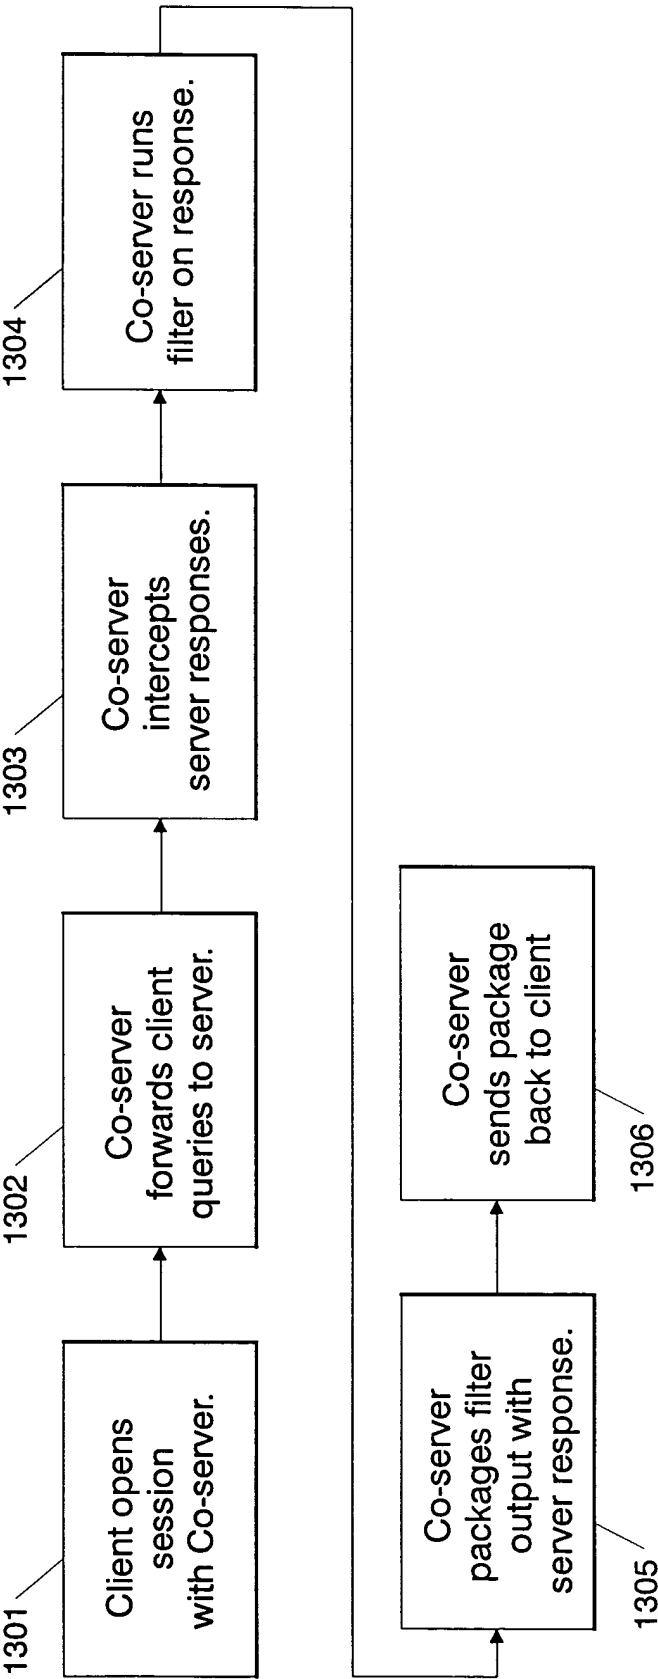 1301
Client opens
session
with Co-server.
1302
Co-server
forwards client
queries to server.
1303
Co-server
intercepts
server responses.
1304
Co-server runs
filter on response.
1305
Co-server
packages filter
output with
server response.
1306
Co-server
sends package
back to client